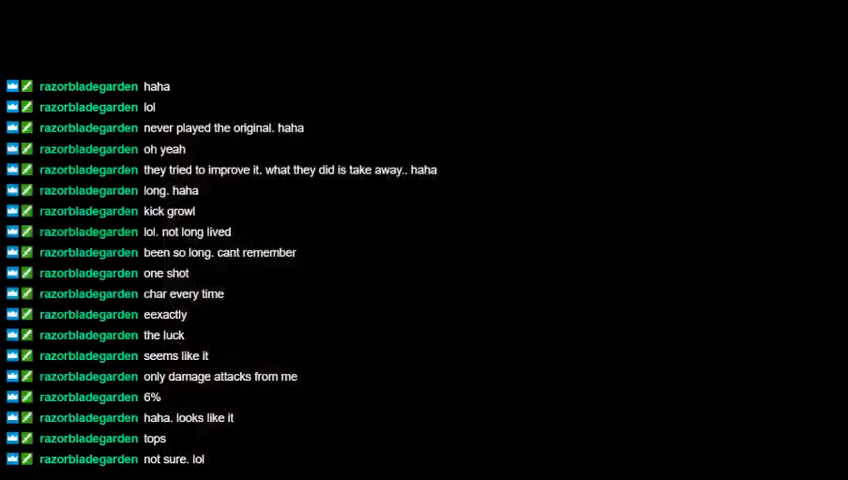 razorbladegarden haha
razorbladegarden lol
razorbladegarden never played the original. haha
razorbladegarden oh yeah
razorbladegarden they tried to improve it. what they did is take away.. haha
razorbladegarden long. haha
razorbladegarden kick growl
razorbladegarden lol. not long lived
razorbladegarden been so long. cant remember
razorbladegarden one shot
razorbladegarden char every time
razorbladegarden eexactly
razorbladegarden the luck
razorbladegarden seems like it
razorbladegarden only damage attacks from me
razorbladegarden 6%
razorbladegarden haha. looks like it
razorbladegarden tops
razorbladegarden not sure. lol